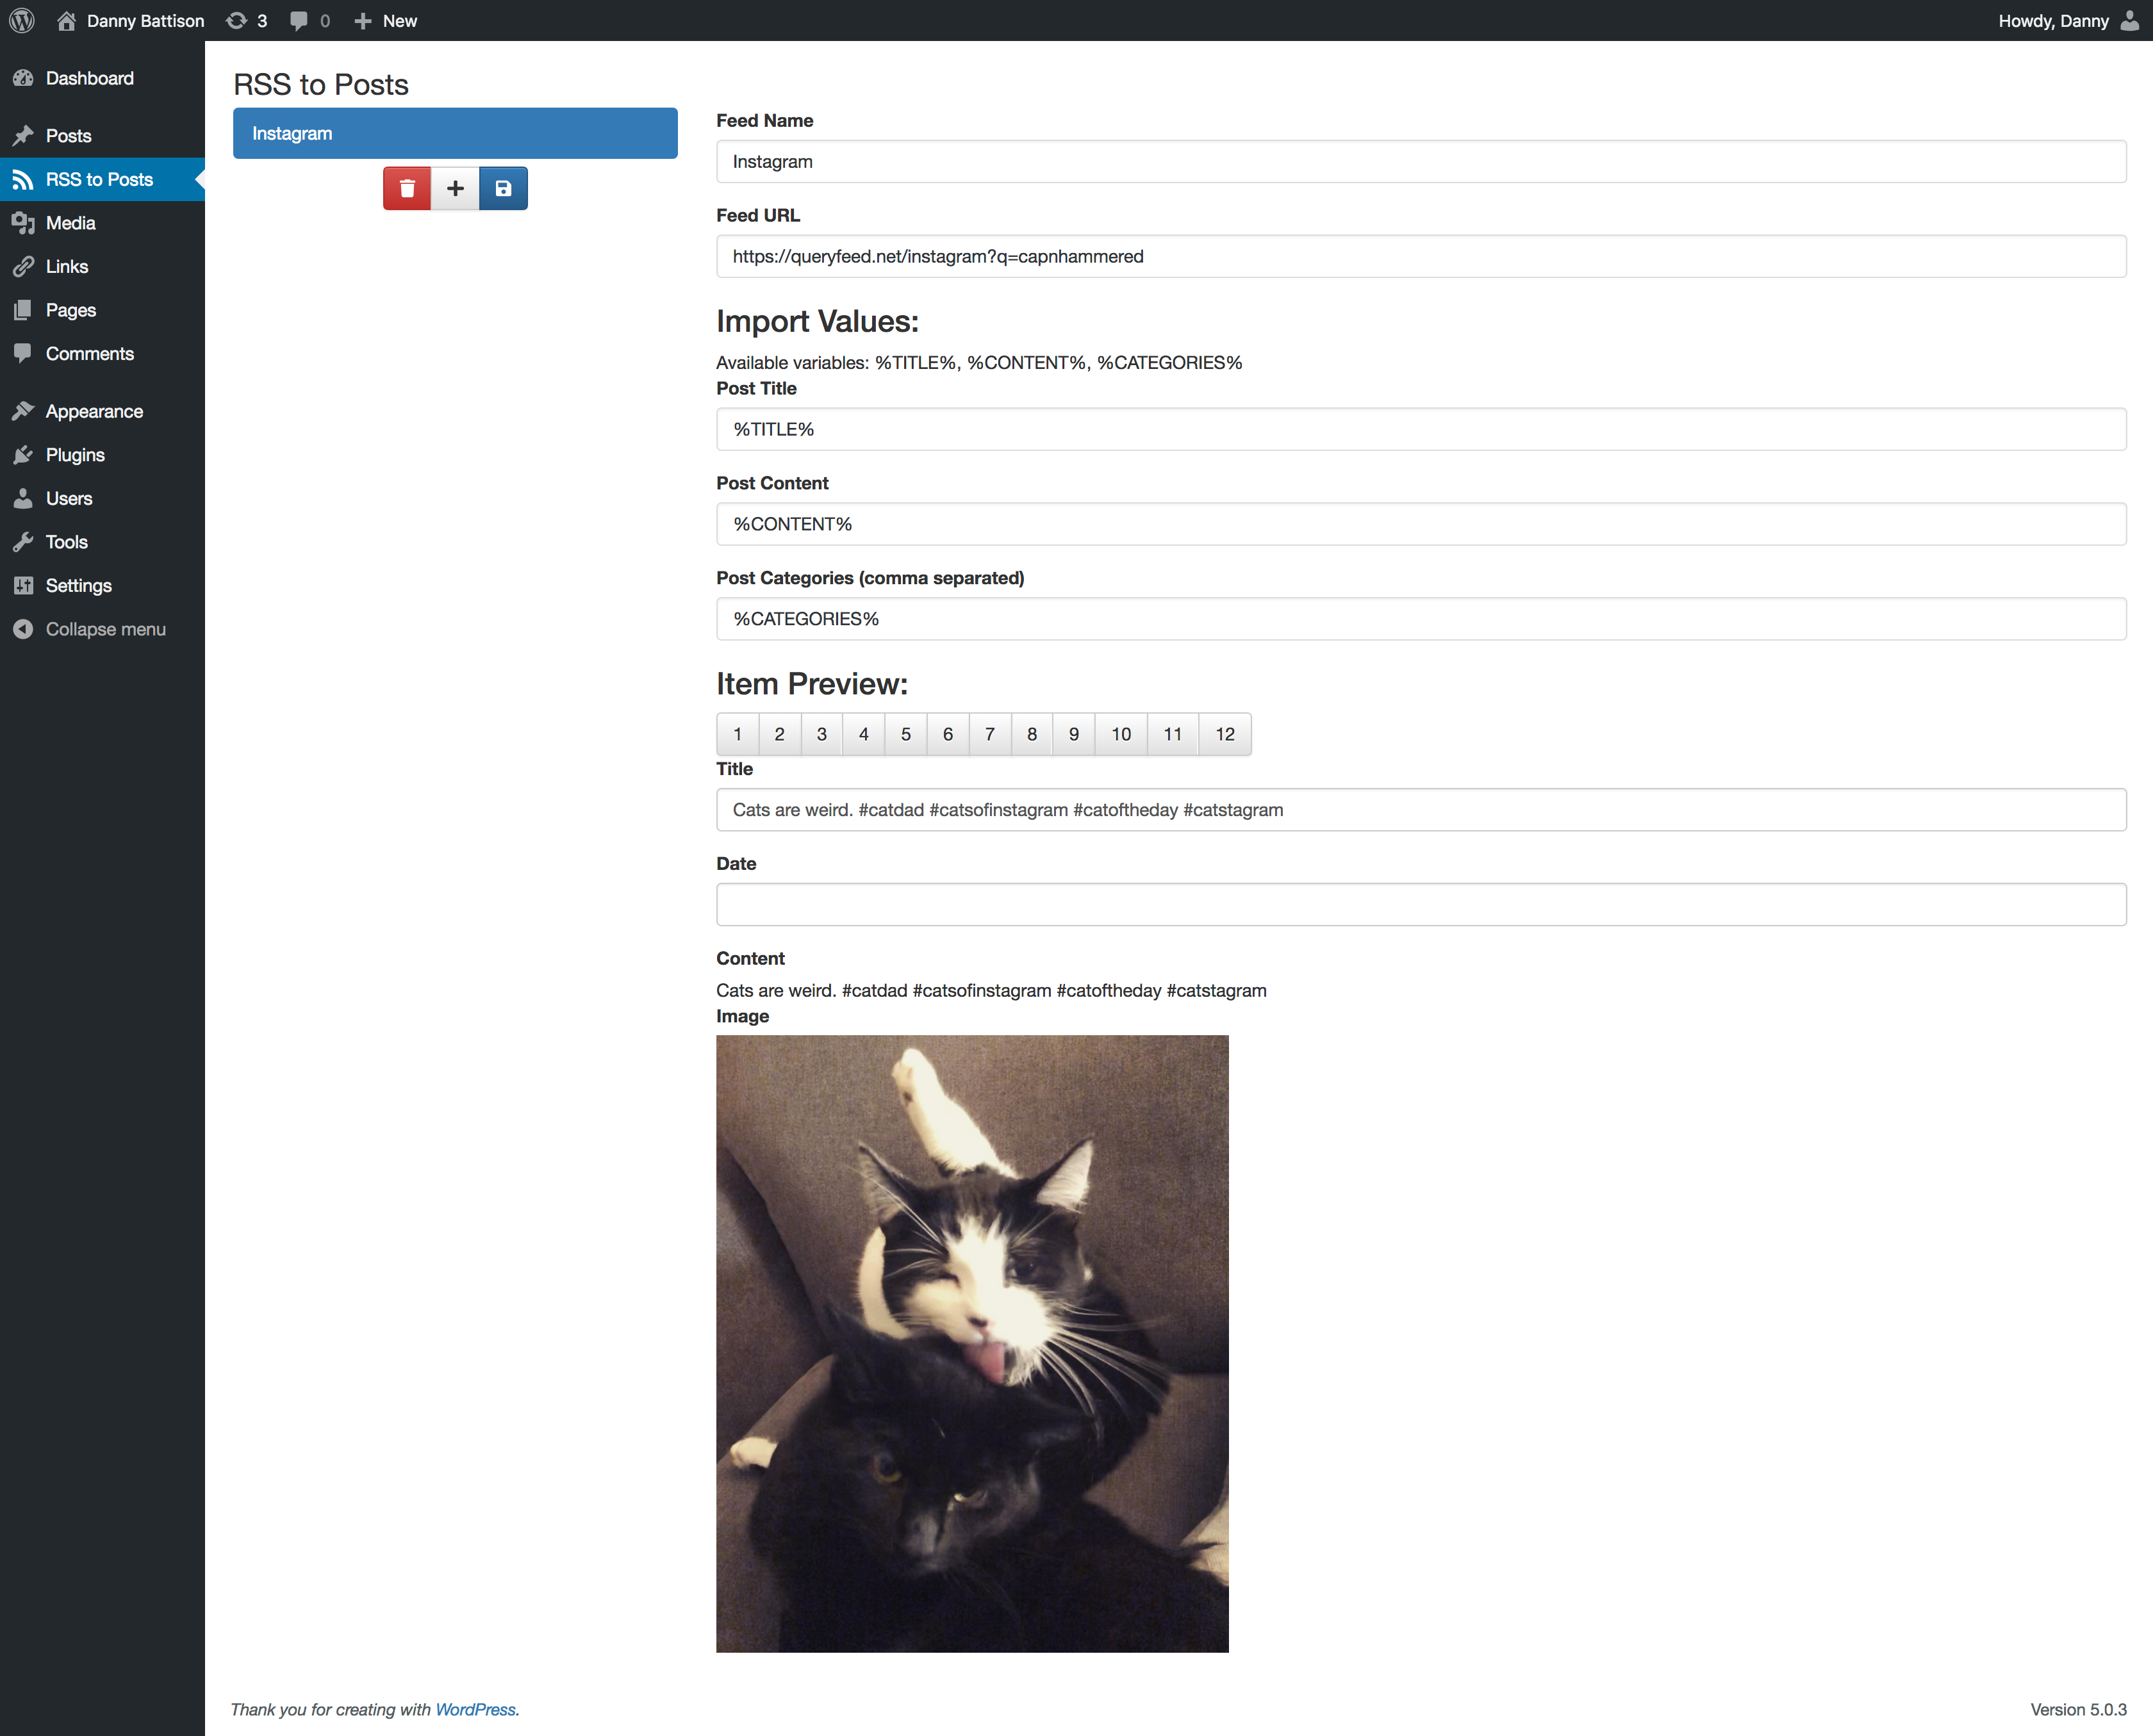 Danny Battison 3 0 New Howdy, Danny
Dashboard
Posts
RSS to Posts
Media
Links
Pages
Comments
Appearance
Plugins
Users
Tools
Settings
Collapse menu
RSS to Posts
Instagram
Feed Name
Instagram
Feed URL
https://queryfeed.net/instagram?q=capnhammered
Import Values:
Available variables: %TITLE%, %CONTENT%, %CATEGORIES%
Post Title
%TITLE%
Post Content
%CONTENT%
Post Categories (comma separated)
%CATEGORIES%
Item Preview:
1 2 3 4 5 6 7 8 9 10 11 12
Title
Cats are weird. #catdad #catsofinstagram #catoftheday #catstagram
Date
Content
Cats are weird. #catdad #catsofinstagram #catoftheday #catstagram
Image
Thank you for creating with WordPress. Version 5.0.3